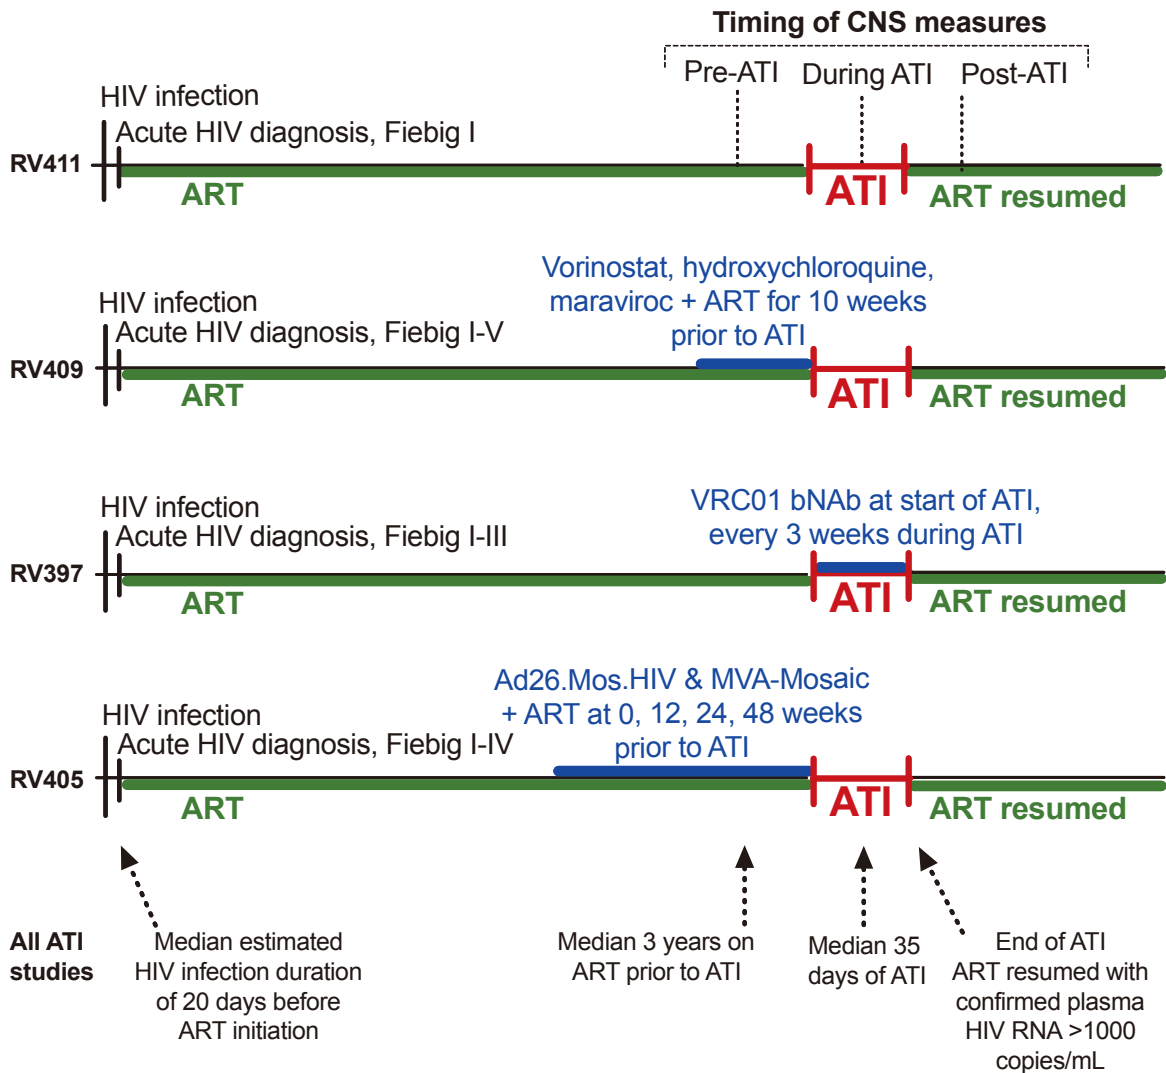 Timing of CNS measures
Pre-ATI During ATI Post-ATI
HIV infection
Acute HIV diagnosis, Fiebig I
RV411
ART
ATI
ART resumed
Vorinostat, hydroxychloroquine,
maraviroc + ART for 10 weeks
prior to ATI
HIV infection
Acute HIV diagnosis, Fiebig I-V
RV409
ART
ATI
ART resumed
VRC01 bNAb at start of ATI,
every 3 weeks during ATI
HIV infection
Acute HIV diagnosis, Fiebig I-III
RV397
ART
ATI
ART resumed
Ad26.Mos.HIV & MVA-Mosaic
+ ART at 0, 12, 24, 48 weeks
prior to ATI
HIV infection
Acute HIV diagnosis, Fiebig I-IV
RV405
ART
ATI
ART resumed
All ATI
studies
Median estimated
HIV infection duration
of 20 days before
ART initiation
Median 3 years on
ART prior to ATI
Median 35
days of ATI
End of ATI
ART resumed with
confirmed plasma
HIV RNA >1000
copies/mL